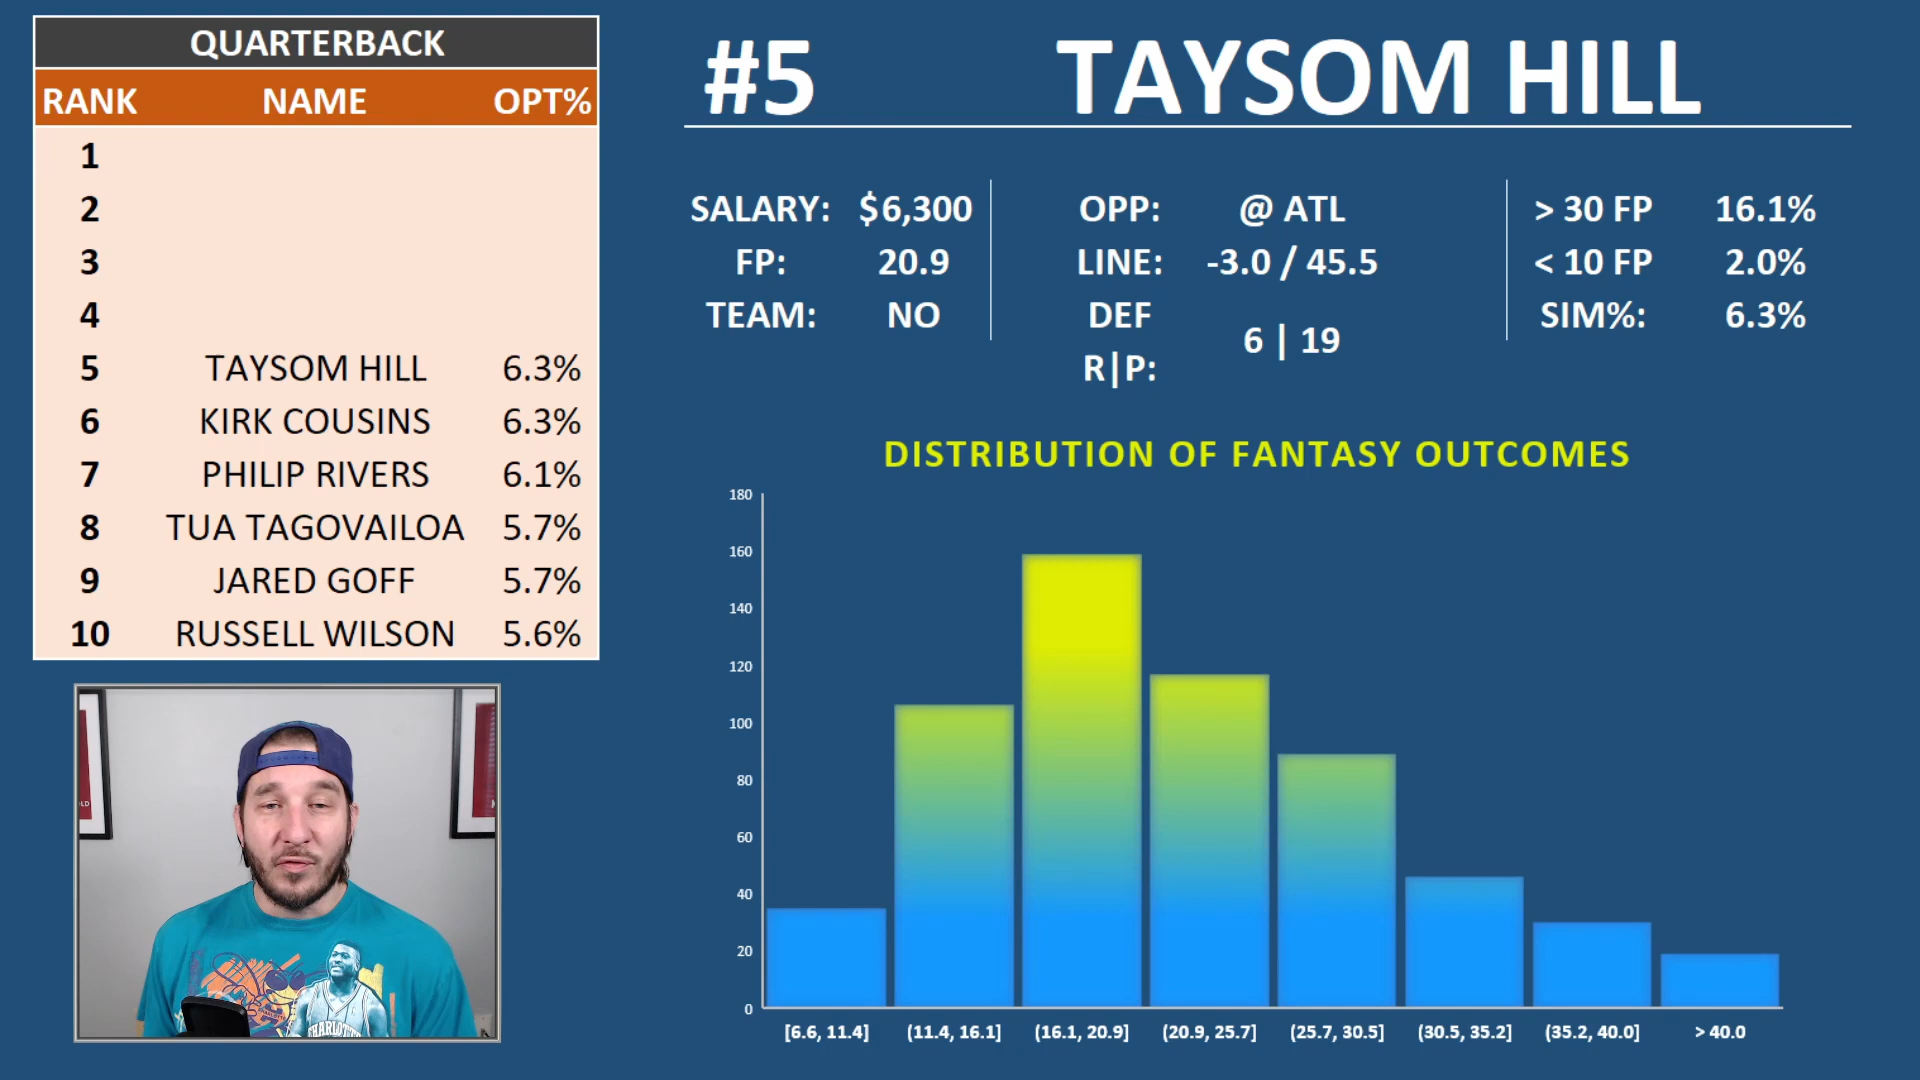 QUARTERBACK
RANK NAME OPT%
1
2
3
4
5 TAYSOM HILL 6.3%
6 KIRK COUSINS 6.3%
7 PHILIP RIVERS 6.1%
8 TUA TAGOVAILOA 5.7%
9 JARED GOFF 5.7%
10 RUSSELL WILSON 5.6%
#5 TAYSOM HILL
SALARY: $6,300
FP: 20.9
TEAM: NO
OPP: @ ATL
LINE: -3.0 / 45.5
DEF
R|P: 6 | 19
> 30 FP 16.1%
< 10 FP 2.0%
SIM%: 6.3%
DISTRIBUTION OF FANTASY OUTCOMES
180
160
140
120
100
80
60
40
20
0
[6.6, 11.4] (11.4, 16.1] (16.1, 20.9] (20.9, 25.7] (25.7, 30.5] (30.5, 35.2] (35.2, 40.0] > 40.0